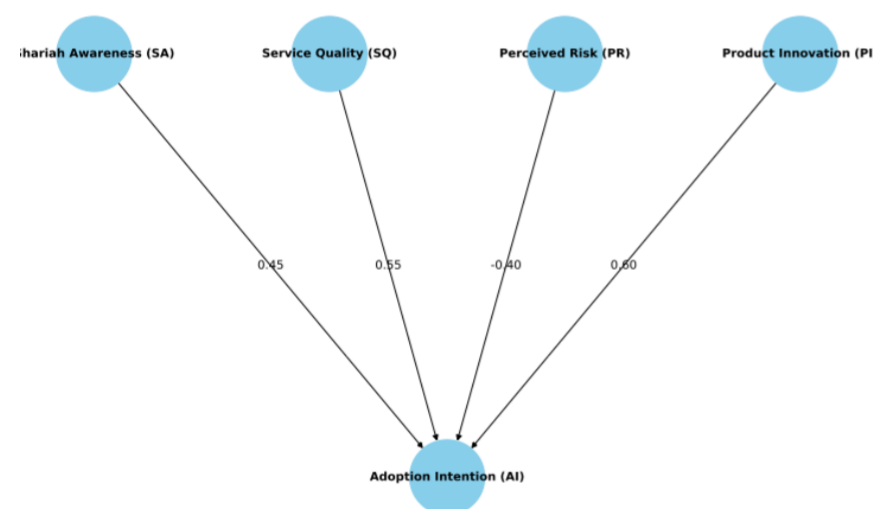 hariah Awareness (SA)
Service Quality (SQ)
Perceived Risk (PR)
Product Innovation (PI
0.45
0.55
-0.40
0.60
Adoption Intention (AI)